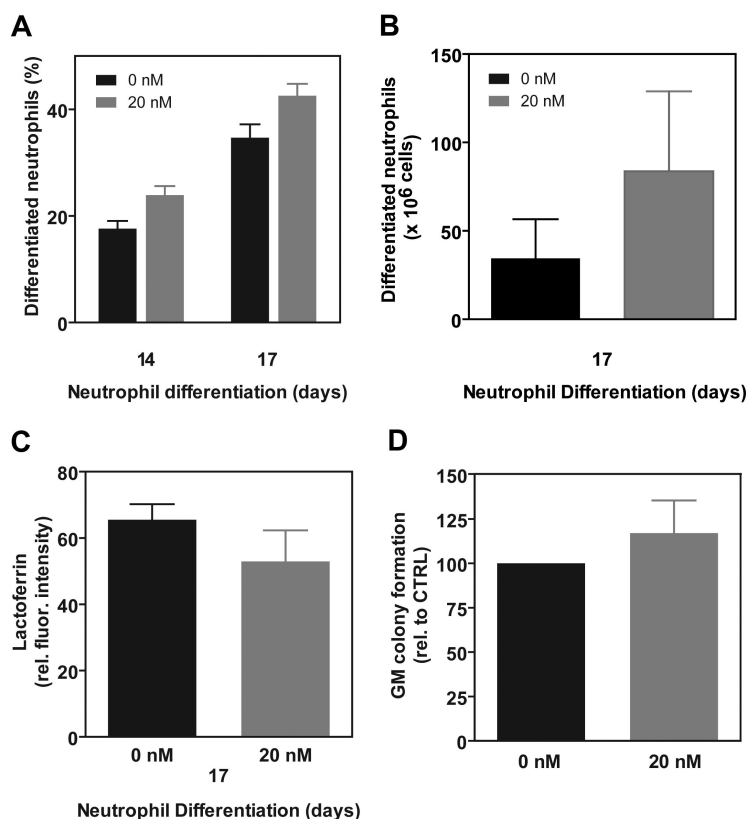 A
Differentiated neutrophils (%)
40
20
0
0 nM
20 nM
14
17
Neutrophil differentiation (days)
B
Differentiated neutrophils
(x 10⁶ cells)
150
100
50
0
0 nM
20 nM
17
Neutrophil Differentiation (days)
C
Lactoferrin
(rel. fluor. intensity)
80
60
40
20
0
0 nM
20 nM
17
Neutrophil Differentiation (days)
D
GM colony formation
(rel. to CTRL)
150
125
100
75
50
25
0
0 nM
20 nM